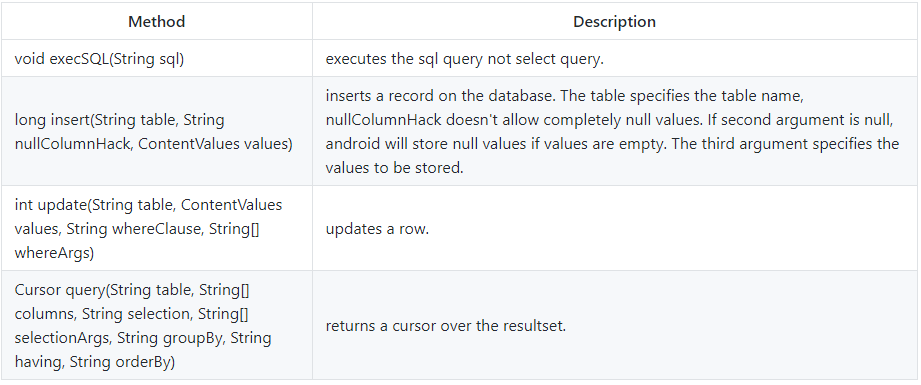 Method
Description
void execSQL(String sql)
executes the sql query not select query.
long insert(String table, String
nullColumnHack, ContentValues values)
inserts a record on the database. The table specifies the table name,
nullColumnHack doesn't allow completely null values. If second argument is null,
android will store null values if values are empty. The third argument specifies the
values to be stored.
int update(String table, ContentValues
values, String whereClause, String[]
whereArgs)
updates a row.
Cursor query(String table, String[]
columns, String selection, String[]
selectionArgs, String groupBy, String
having, String orderBy)
returns a cursor over the resultset.